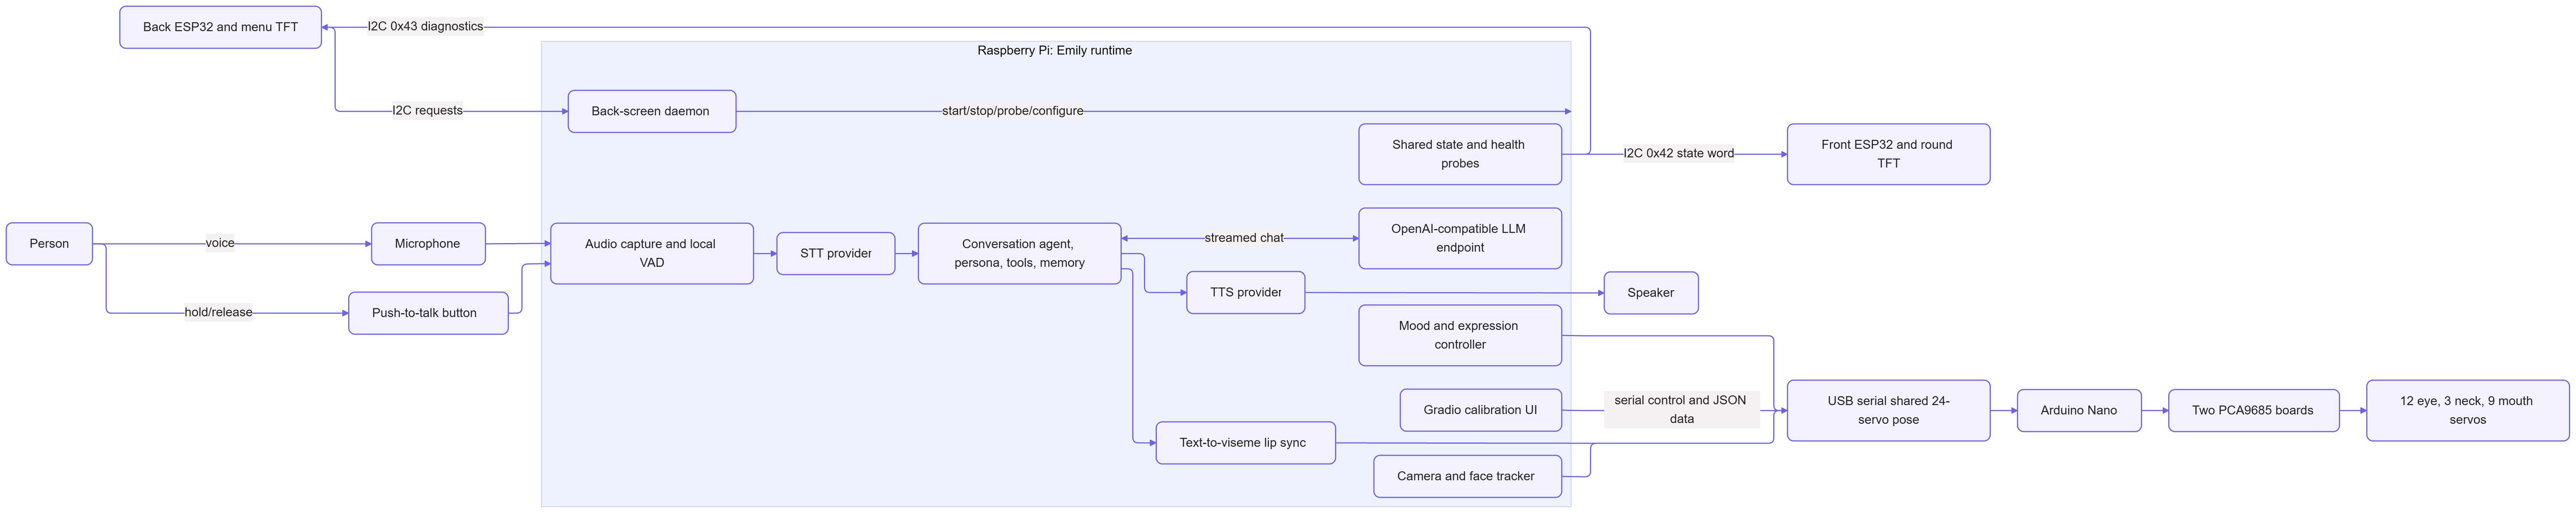 Back ESP32 and menu TFT
I2C 0x43 diagnostics
Raspberry Pi: Emily runtime
I2C requests
Back-screen daemon
start/stop/probe/configure
Shared state and health
probes
I2C 0x42 state word
Front ESP32 and round
TFT
Person
voice
hold/release
Microphone
Push-to-talk button
Audio capture and local
VAD
STT provider
Conversation agent,
persona, tools, memory
streamed chat
OpenAI-compatible LLM
endpoint
TTS provider
Speaker
Mood and expression
controller
Gradio calibration UI
serial control and JSON
data
Text-to-viseme lip sync
Camera and face tracker
USB serial shared 24-
servo pose
Arduino Nano
Two PCA9685 boards
12 eye, 3 neck, 9 mouth
servos